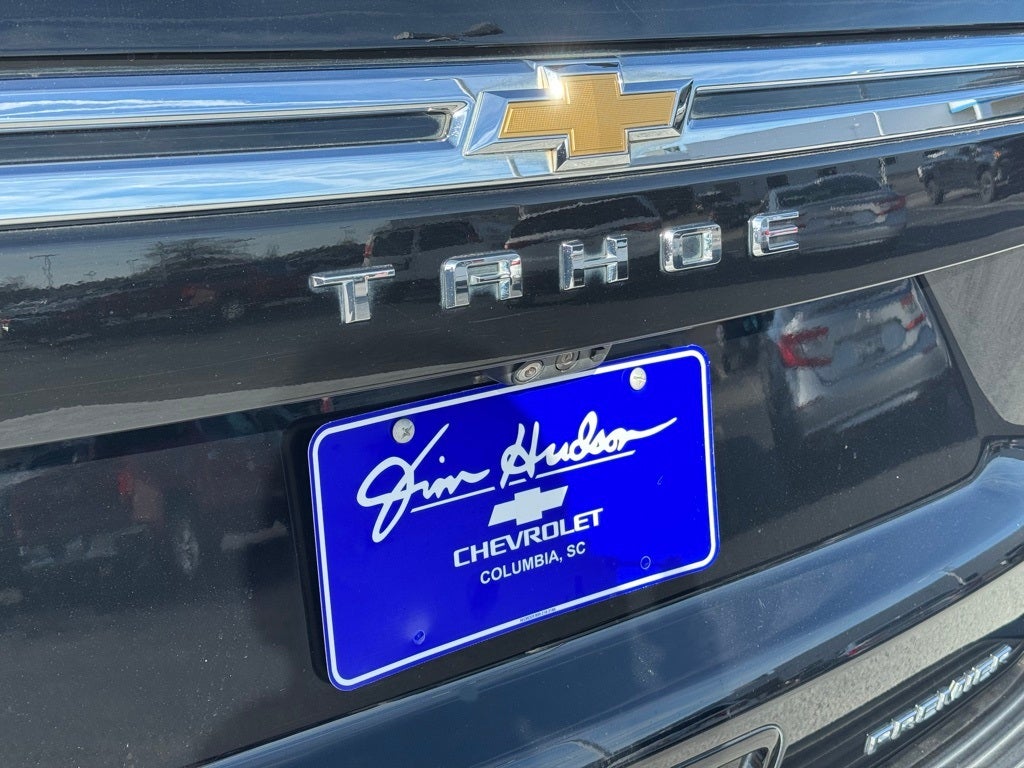 TAHOE
Jim Hudson
CHEVROLET
COLUMBIA, SC
PREMIER